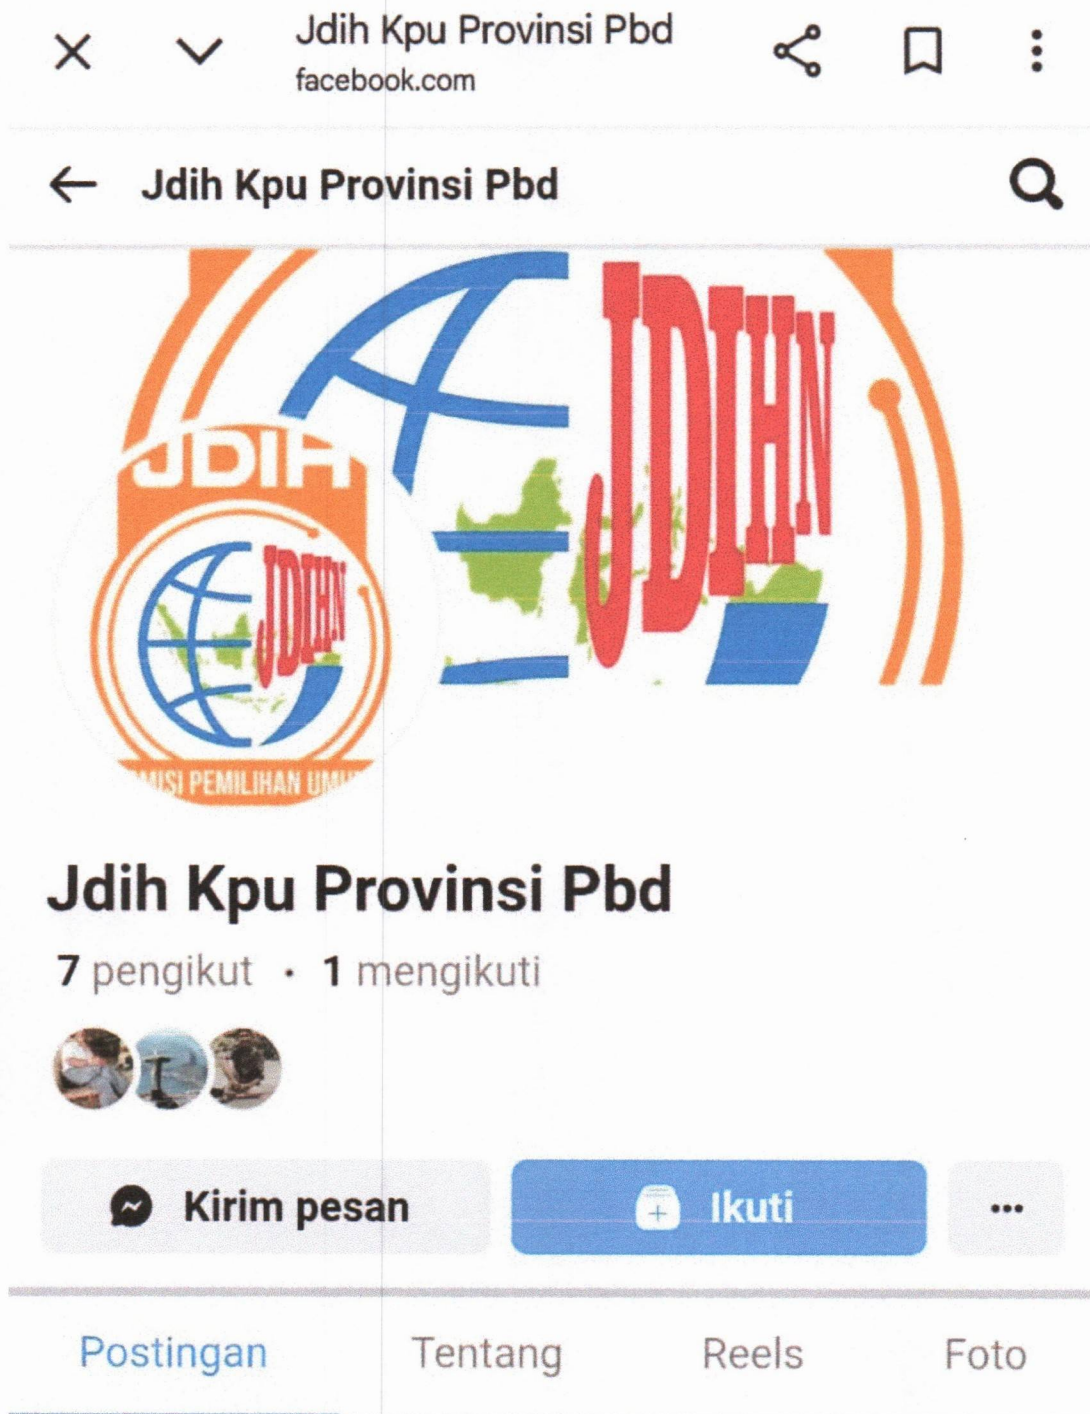 Jdih Kpu Provinsi Pbd
facebook.com
Jdih Kpu Provinsi Pbd
JDIHN
JDIH
JDIHN
PEMILIHAN
Jdih Kpu Provinsi Pbd
7 pengikut · 1 mengikuti
Kirim pesan
Ikuti
Postingan
Tentang
Reels
Foto